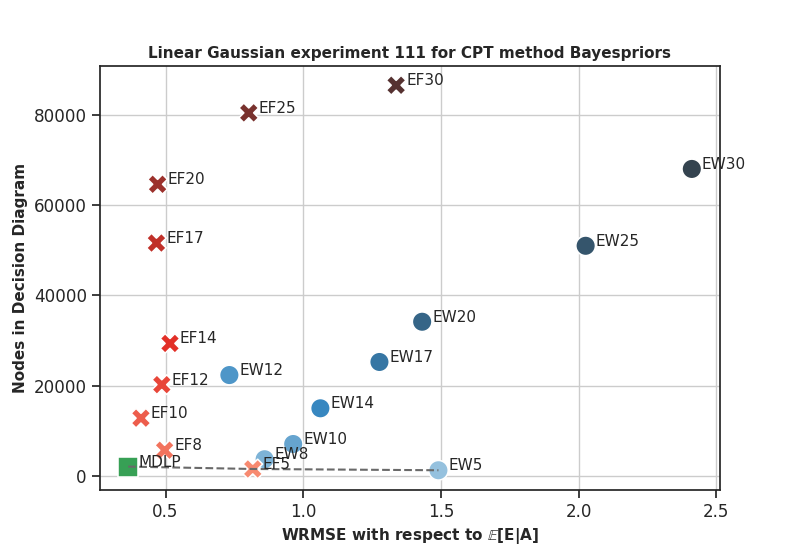 Linear Gaussian experiment 111 for CPT method Bayespriors
Nodes in Decision Diagram
80000
60000
40000
20000
0
EF30
EF25
EF20
EW30
EF17
EW25
EW20
EF14
EW17
EW12
EF12
EW14
EF10
EW10
EF8
EW8
MDLP
EF5
EW5
0.5
1.0
1.5
2.0
2.5
WRMSE with respect to 𝔼[E|A]